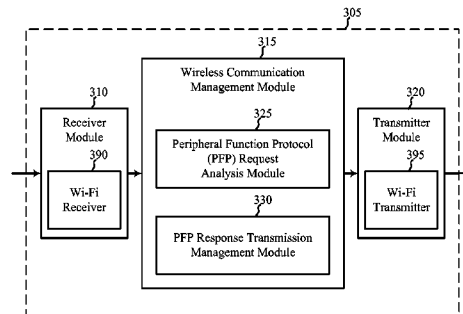 305
315
Wireless Communication
Management Module
310
Receiver
Module
390
Wi-Fi
Receiver
325
Peripheral Function Protocol
(PFP) Request
Analysis Module
330
PFP Response Transmission
Management Module
320
Transmitter
Module
395
Wi-Fi
Transmitter